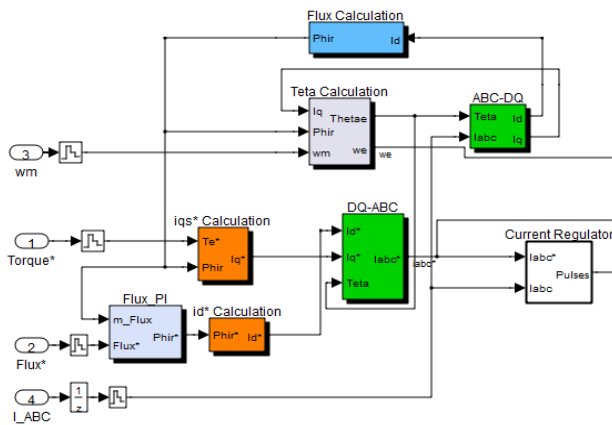 Flux Calculation
Phir Id
Teta Calculation
Iq
Phir
wm
Thetae
we
we
ABC-DQ
Teta Id
Iabc Iq
3
wm
iqs* Calculation
Te*
Phir
Iq*
DQ-ABC
Id*
Iq*
Teta
Iabc*
iabc*
Current Regulator
Iabc*
Iabc
Pulses
1
Torque*
Flux_PI
m_Flux
Flux*
Phir*
id* Calculation
Phir* Id*
2
Flux*
4
I_ABC
1
z